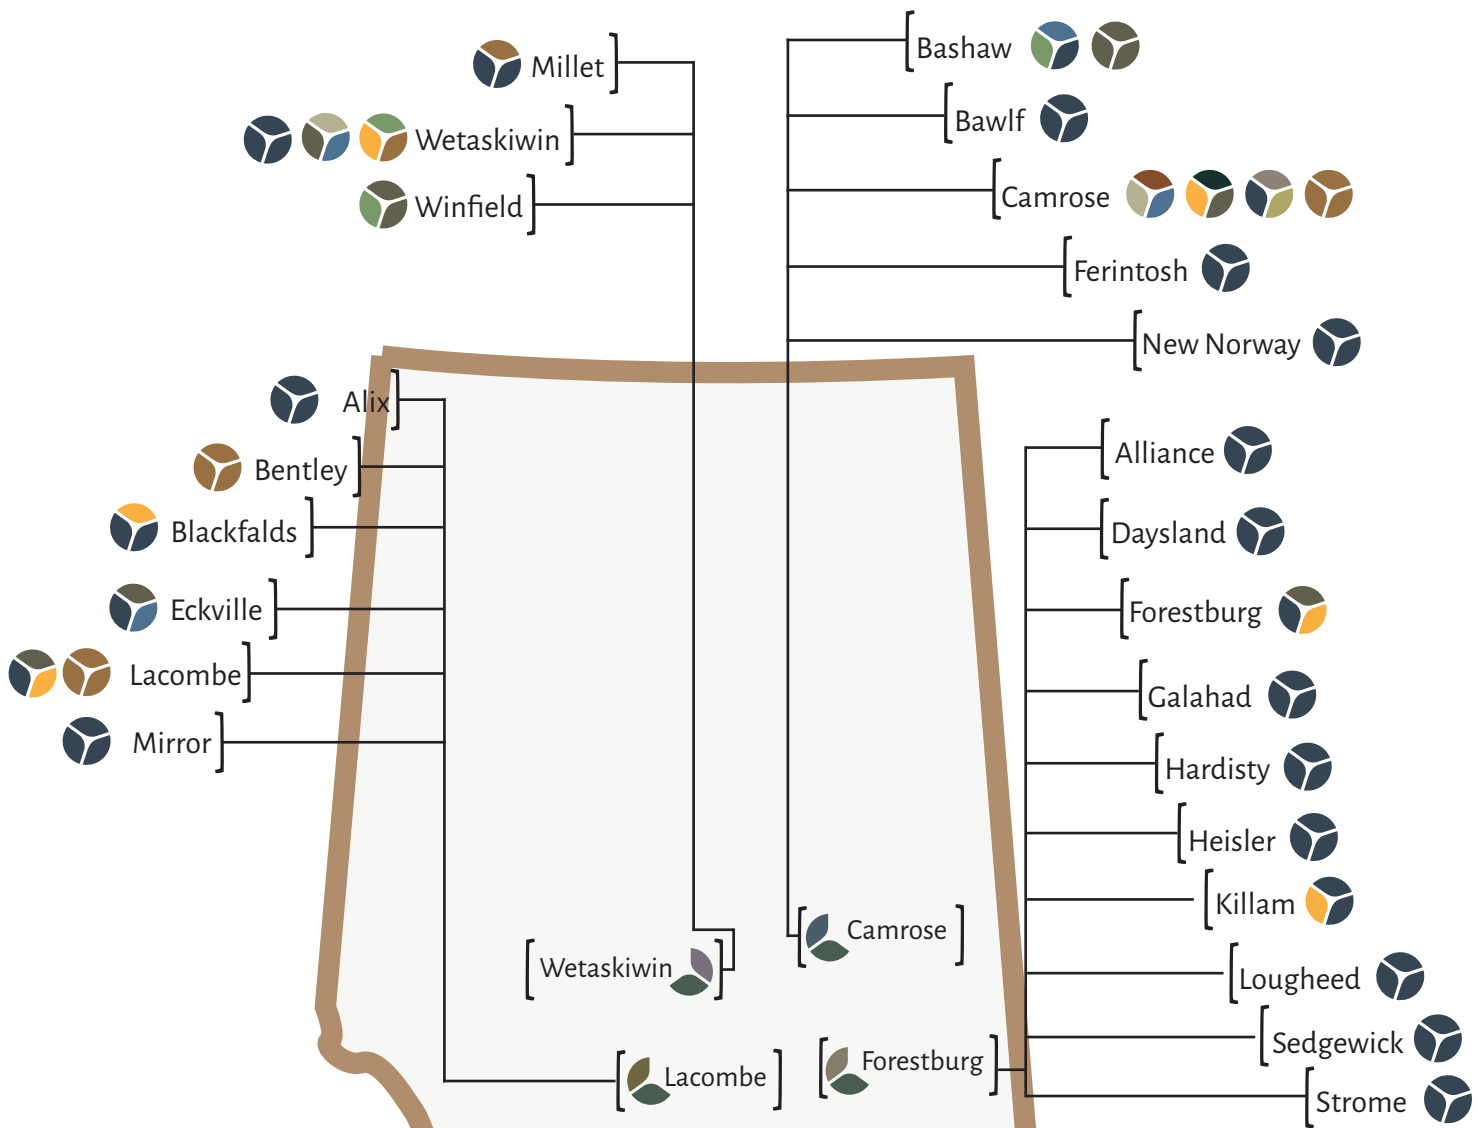 Millet
Wetaskiwin
Winfield
Bashaw
Bawlf
Camrose
Ferintosh
New Norway
Alix
Bentley
Blackfalds
Eckville
Lacombe
Mirror
Alliance
Daysland
Forestburg
Galahad
Hardisty
Heisler
Killam
Lougheed
Sedgewick
Strome
Wetaskiwin
Camrose
Lacombe
Forestburg